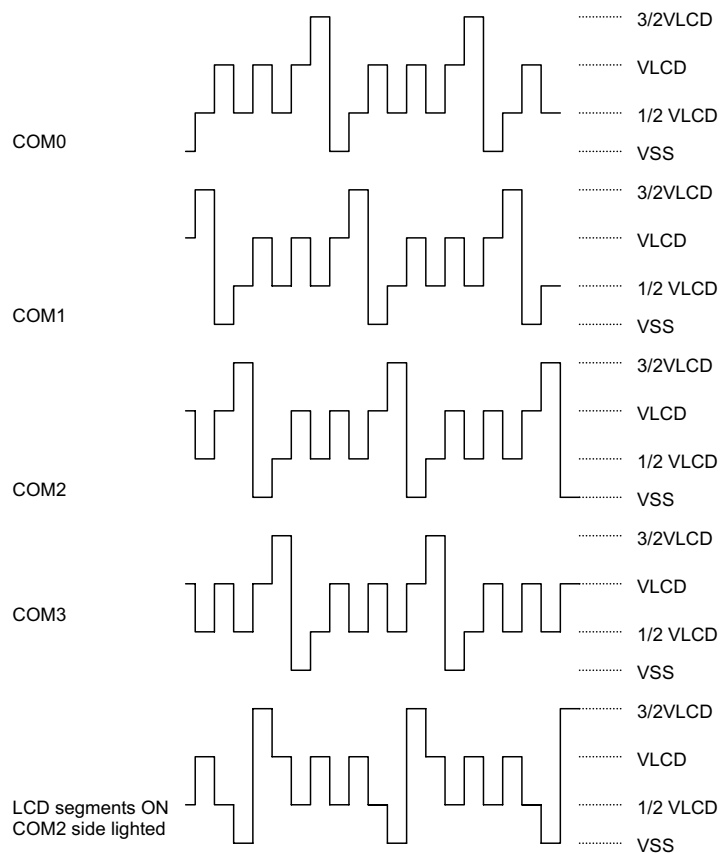 3/2VLCD
VLCD
1/2 VLCD
COM0
VSS
3/2VLCD
VLCD
1/2 VLCD
COM1
VSS
3/2VLCD
VLCD
1/2 VLCD
COM2
VSS
3/2VLCD
VLCD
COM3
1/2 VLCD
VSS
3/2VLCD
VLCD
LCD segments ON
1/2 VLCD
COM2 side lighted
VSS